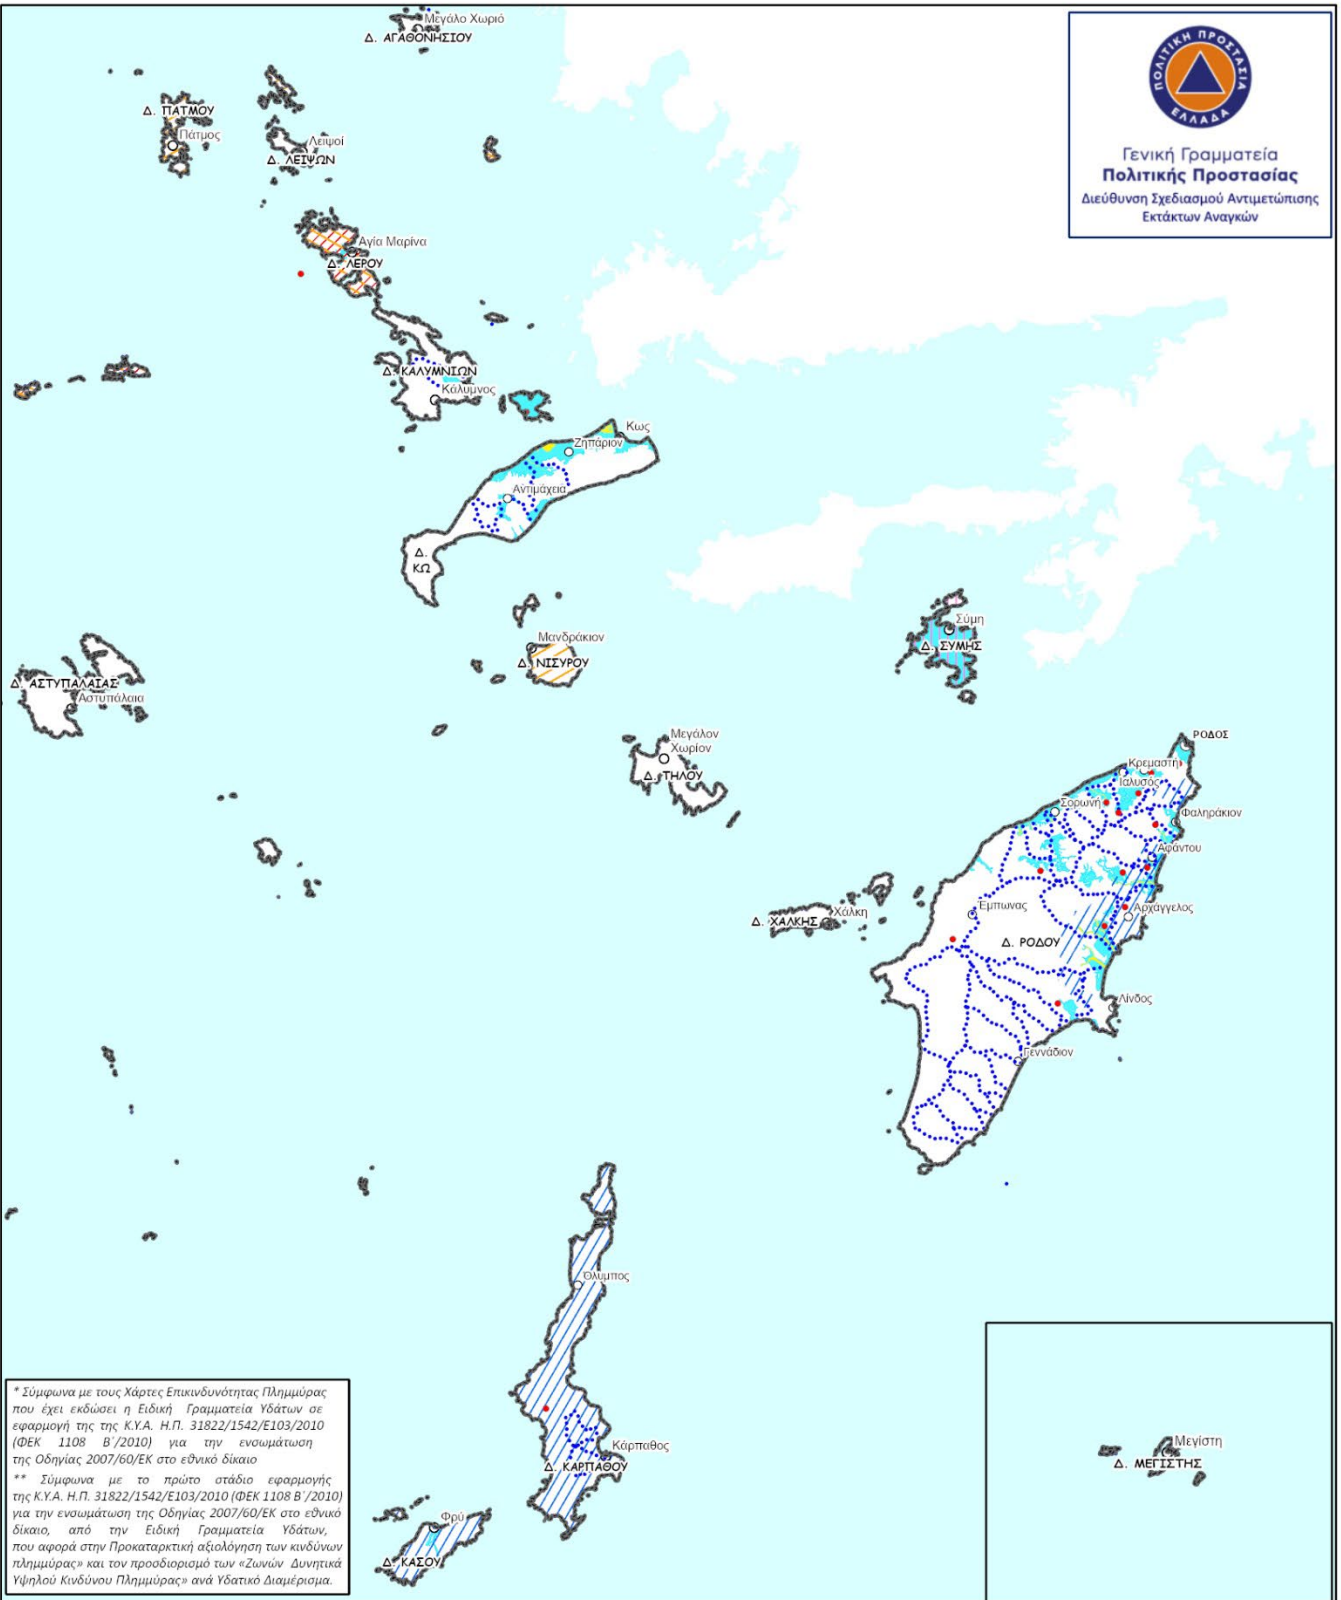 Μεγάλο Χωριό
Δ. ΑΓΑΘΟΝΗΣΙΟΥ
ΠΟΛΙΤΙΚΗ ΠΡΟΣΤΑΣΙΑ
ΕΛΛΑΔΑ
Γενική Γραμματεία
Πολιτικής Προστασίας
Διεύθυνση Σχεδιασμού Αντιμετώπισης
Εκτάκτων Αναγκών
Δ. ΠΑΤΜΟΥ
Πάτμος
Λειψοί
Δ. ΛΕΙΨΩΝ
Αγία Μαρίνα
Δ. ΛΕΡΟΥ
Δ. ΚΑΛΥΜΝΙΩΝ
Κάλυμνος
Κως
Ζηπάριον
Αντιμάχεια
Δ.
ΚΩ
Σύμη
Δ. ΣΥΜΗΣ
Μανδράκιον
Δ. ΝΙΣΥΡΟΥ
Δ. ΑΣΤΥΠΑΛΑΙΑΣ
Αστυπάλαια
Μεγάλον
Χωρίον
Δ. ΤΗΛΟΥ
ΡΟΔΟΣ
Κρεμαστή
Ιαλυσός
Σορωνή
Φαληράκιον
Αφάντου
Έμπωνας
Αρχάγγελος
Χάλκη
Δ. ΧΑΛΚΗΣ
Δ. ΡΟΔΟΥ
Λίνδος
Γεννάδιον
Όλυμπος
Κάρπαθος
Δ. ΚΑΡΠΑΘΟΥ
Φρύ
Δ. ΚΑΣΟΥ
Μεγίστη
Δ. ΜΕΓΙΣΤΗΣ
* Σύμφωνα με τους Χάρτες Επικινδυνότητας Πλημμύρας
που έχει εκδώσει η Ειδική Γραμματεία Υδάτων σε
εφαρμογή της της Κ.Υ.Α. Η.Π. 31822/1542/Ε103/2010
(ΦΕΚ 1108 Β΄/2010) για την ενσωμάτωση
της Οδηγίας 2007/60/ΕΚ στο εθνικό δίκαιο
** Σύμφωνα με το πρώτο στάδιο εφαρμογής
της Κ.Υ.Α. Η.Π. 31822/1542/Ε103/2010 (ΦΕΚ 1108 Β΄/2010)
για την ενσωμάτωση της Οδηγίας 2007/60/ΕΚ στο εθνικό
δίκαιο, από την Ειδική Γραμματεία Υδάτων,
που αφορά στην Προκαταρκτική αξιολόγηση των κινδύνων
πλημμύρας» και τον προσδιορισμό των «Ζωνών Δυνητικά
Υψηλού Κινδύνου Πλημμύρας» ανά Υδατικό Διαμέρισμα.